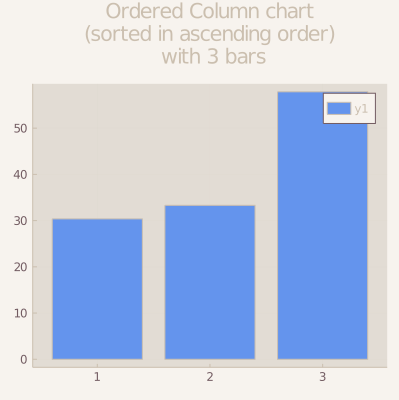 Ordered Column chart
(sorted in ascending order)
with 3 bars
y1
50
40
30
20
10
0
1 2 3